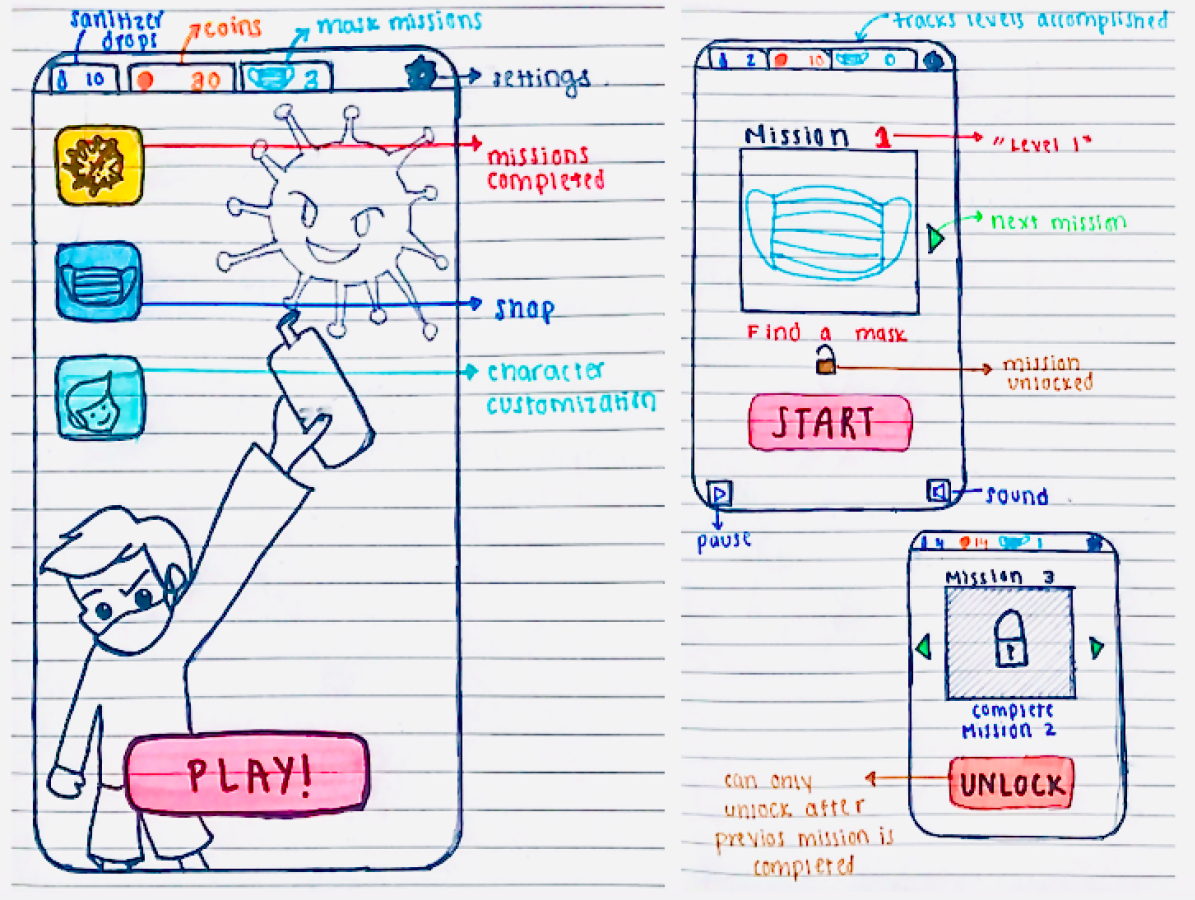 sanitizer
drops
coins
mask missions
10
30
3
settings
missions
completed
shop
character
customization
PLAY!
tracks levels accomplished
2
10
0
Mission 1
"Level 1"
next mission
Find a mask
mission
unlocked
START
sound
pause
4
14
1
Mission 3
complete
Mission 2
UNLOCK
can only
unlock after
previos mission is
completed